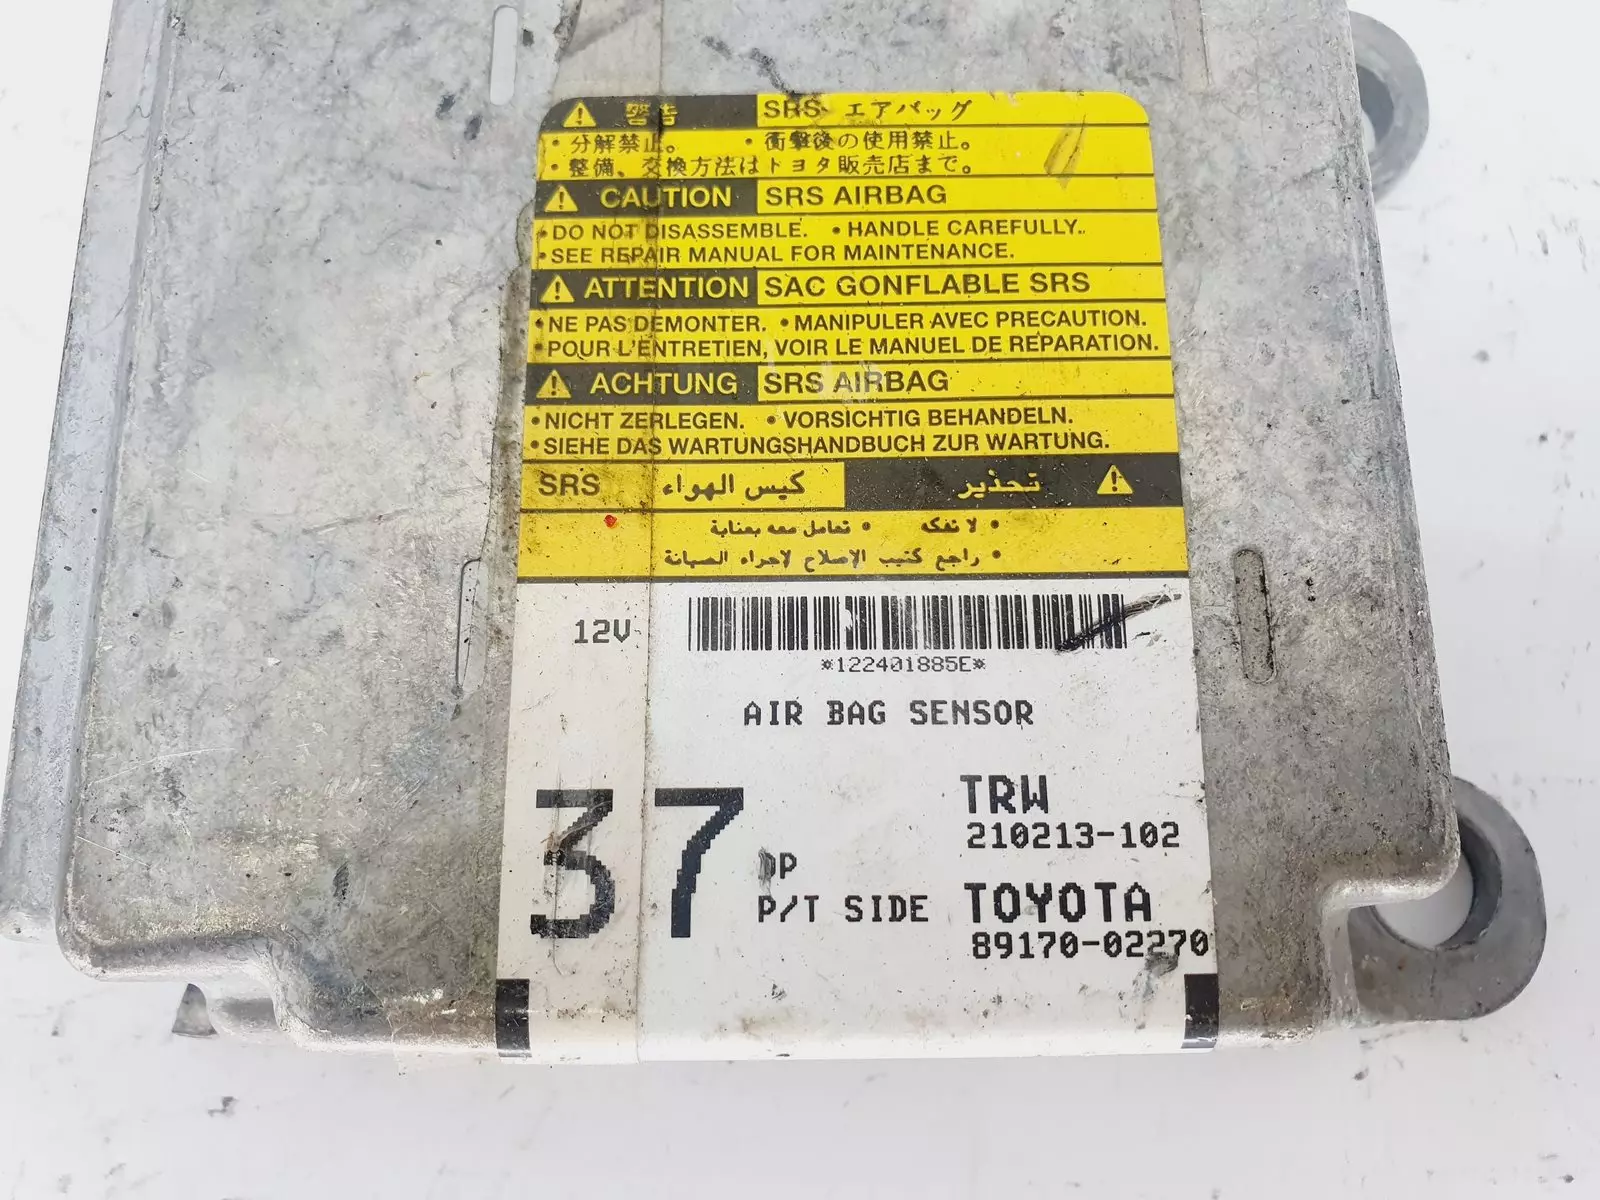 警告 SRS エアバッグ
・分解禁止。 ・衝撃後の使用禁止。
・整備、交換方法はトヨタ販売店まで。
CAUTION SRS AIRBAG
•DO NOT DISASSEMBLE. •HANDLE CAREFULLY.
•SEE REPAIR MANUAL FOR MAINTENANCE.
ATTENTION SAC GONFLABLE SRS
•NE PAS DEMONTER. •MANIPULER AVEC PRECAUTION.
•POUR L'ENTRETIEN, VOIR LE MANUEL DE REPARATION.
ACHTUNG SRS AIRBAG
•NICHT ZERLEGEN. •VORSICHTIG BEHANDELN.
•SIEHE DAS WARTUNGSHANDBUCH ZUR WARTUNG.
تحذير كيس الهواء SRS
• لا تفكه • تعامل معه بعناية
• راجع كتيب الإصلاح لاجراء الصيانة
12V
*122401885E*
AIR BAG SENSOR
37
TRW
210213-102
DP
P/T SIDE TOYOTA
89170-02270